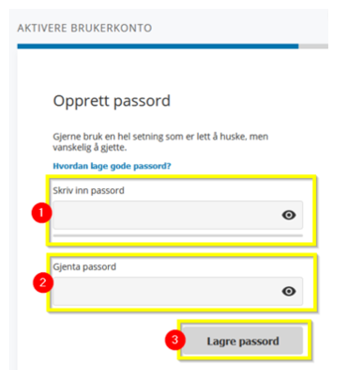 AKTIVERE BRUKERKONTO
Opprett passord
Gjerne bruk en hel setning som er lett å huske, men
vanskelig å gjette.
Hvordan lage gode passord?
Skriv inn passord
1
Gjenta passord
2
3 Lagre passord